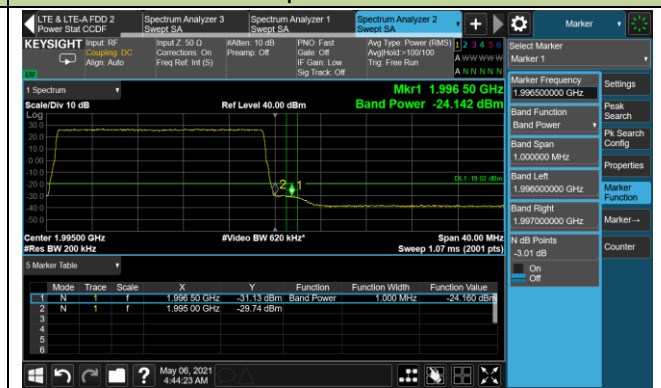 LTE & LTE-A FDD 2
Power Stat CCDF
Spectrum Analyzer 3
Swept SA
Spectrum Analyzer 1
Swept SA
Spectrum Analyzer 2
Swept SA
Marker
KEYSIGHT
Input: RF
Coupling: DC
Align: Auto
Input Z: 50 Ω
Corrections: On
Freq Ref: Int (S)
#Atten: 10 dB
Preamp: Off
PNO: Fast
Gate: Off
IF Gain: Low
Sig Track: Off
Avg Type: Power (RMS)
Avg|Hold:>100/100
Trig: Free Run
1 2 3 4 5 6
A W W W W W
A N N N N N
1 Spectrum
Scale/Div 10 dB
Ref Level 40.00 dBm
Mkr1 1.996 50 GHz
Band Power -24.142 dBm
Log
30.0
20.0
10.0
0.00
-10.0
-20.0
-30.0
-40.0
-50.0
2
1
DL1 -19.02 dBm
Center 1.99500 GHz
#Res BW 200 kHz
#Video BW 620 kHz*
Span 40.00 MHz
Sweep 1.07 ms (2001 pts)
5 Marker Table
Mode Trace Scale X Y Function Function Width Function Value
1 N 1 f 1.996 50 GHz -31.13 dBm Band Power 1.000 MHz -24.160 dBm
2 N 1 f 1.995 00 GHz -29.74 dBm
3
4
5
6
May 06, 2021
4:44:23 AM
Select Marker
Marker 1
Marker Frequency
1.996500000 GHz
Band Function
Band Power
Band Span
1.000000 MHz
Band Left
1.996000000 GHz
Band Right
1.997000000 GHz
N dB Points
-3.01 dB
On
Off
Settings
Peak
Search
Pk Search
Config
Properties
Marker
Function
Marker→
Counter